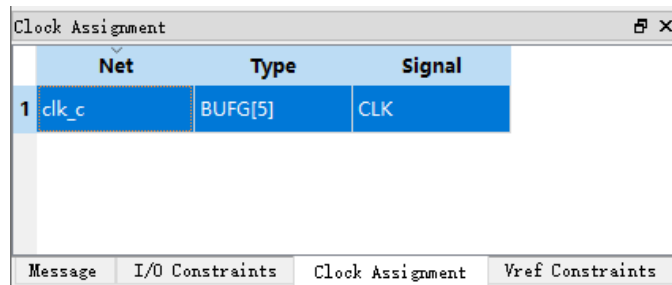 Clock Assignment
Net Type Signal
1 clk_c BUFG[5] CLK
Message I/O Constraints Clock Assignment Vref Constraints